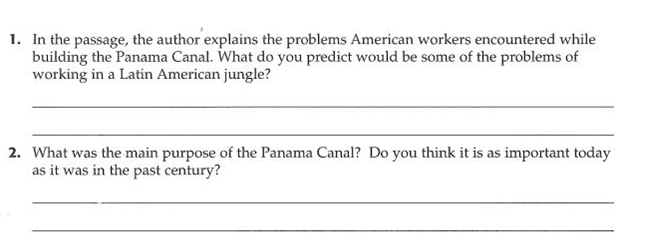 1. In the passage, the author explains the problems American workers encountered while
building the Panama Canal. What do you predict would be some of the problems of
working in a Latin American jungle?
2. What was the main purpose of the Panama Canal? Do you think it is as important today
as it was in the past century?